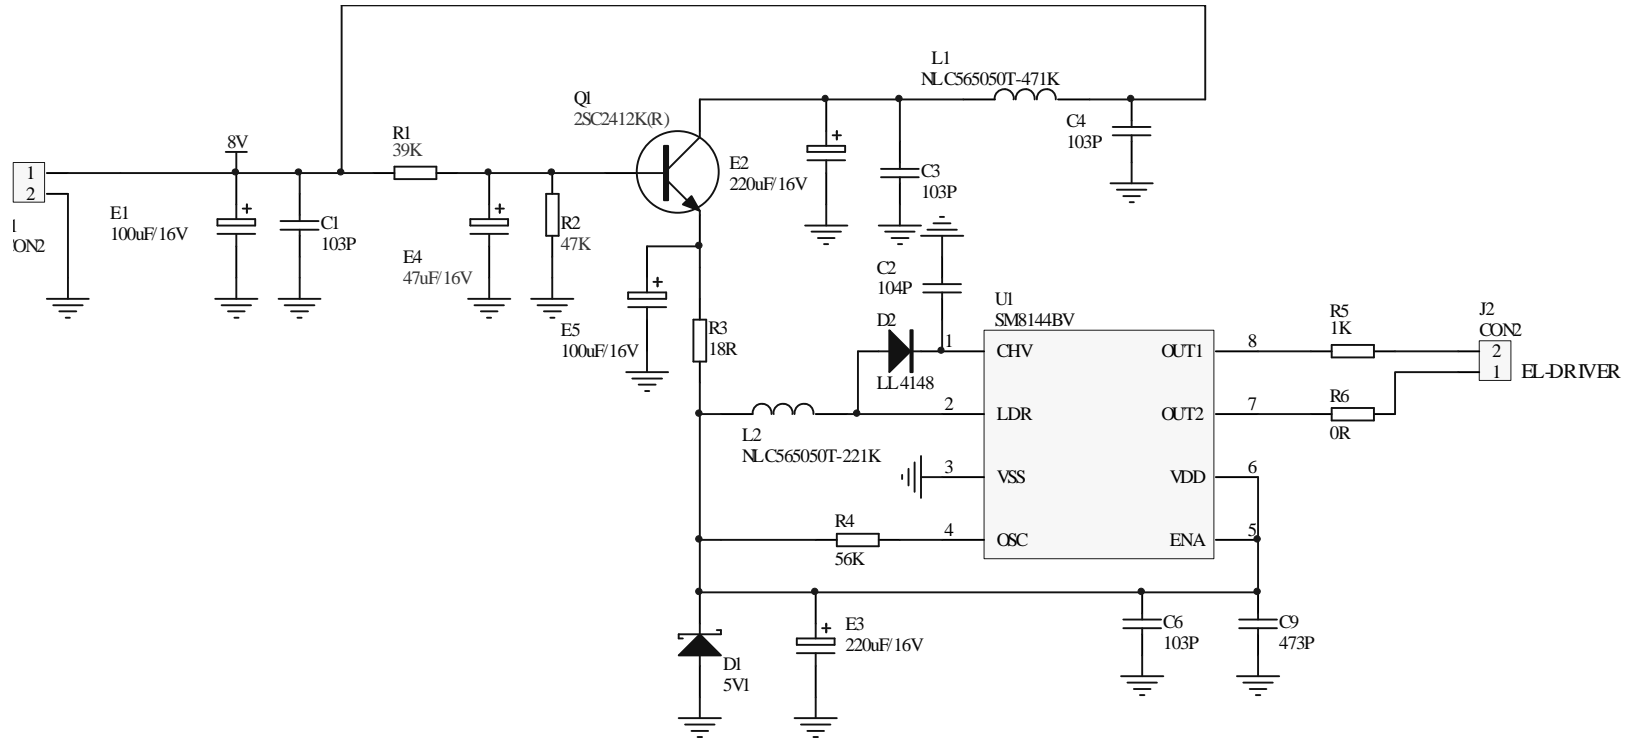 L1
NLC565050T-471K
Q1
2SC2412K(R)
C4
103P
8V
R1
39K
E2
220uF/16V
C3
103P
1
2
E1
100uF/16V
C1
103P
R2
47K
E4
47uF/16V
1
ON2
C2
104P
E5
100uF/16V
R3
18R
D2
LL4148
U1
SM8144BV
R5
1K
J2
CON2
1
CHV
OUT1
8
2
1
EL-DRIVER
2
LDR
OUT2
7
R6
0R
L2
NLC565050T-221K
3
VSS
VDD
6
R4
56K
4
OSC
ENA
5
E3
220uF/16V
C6
103P
C9
473P
D1
5V1
+
+
+
+
+